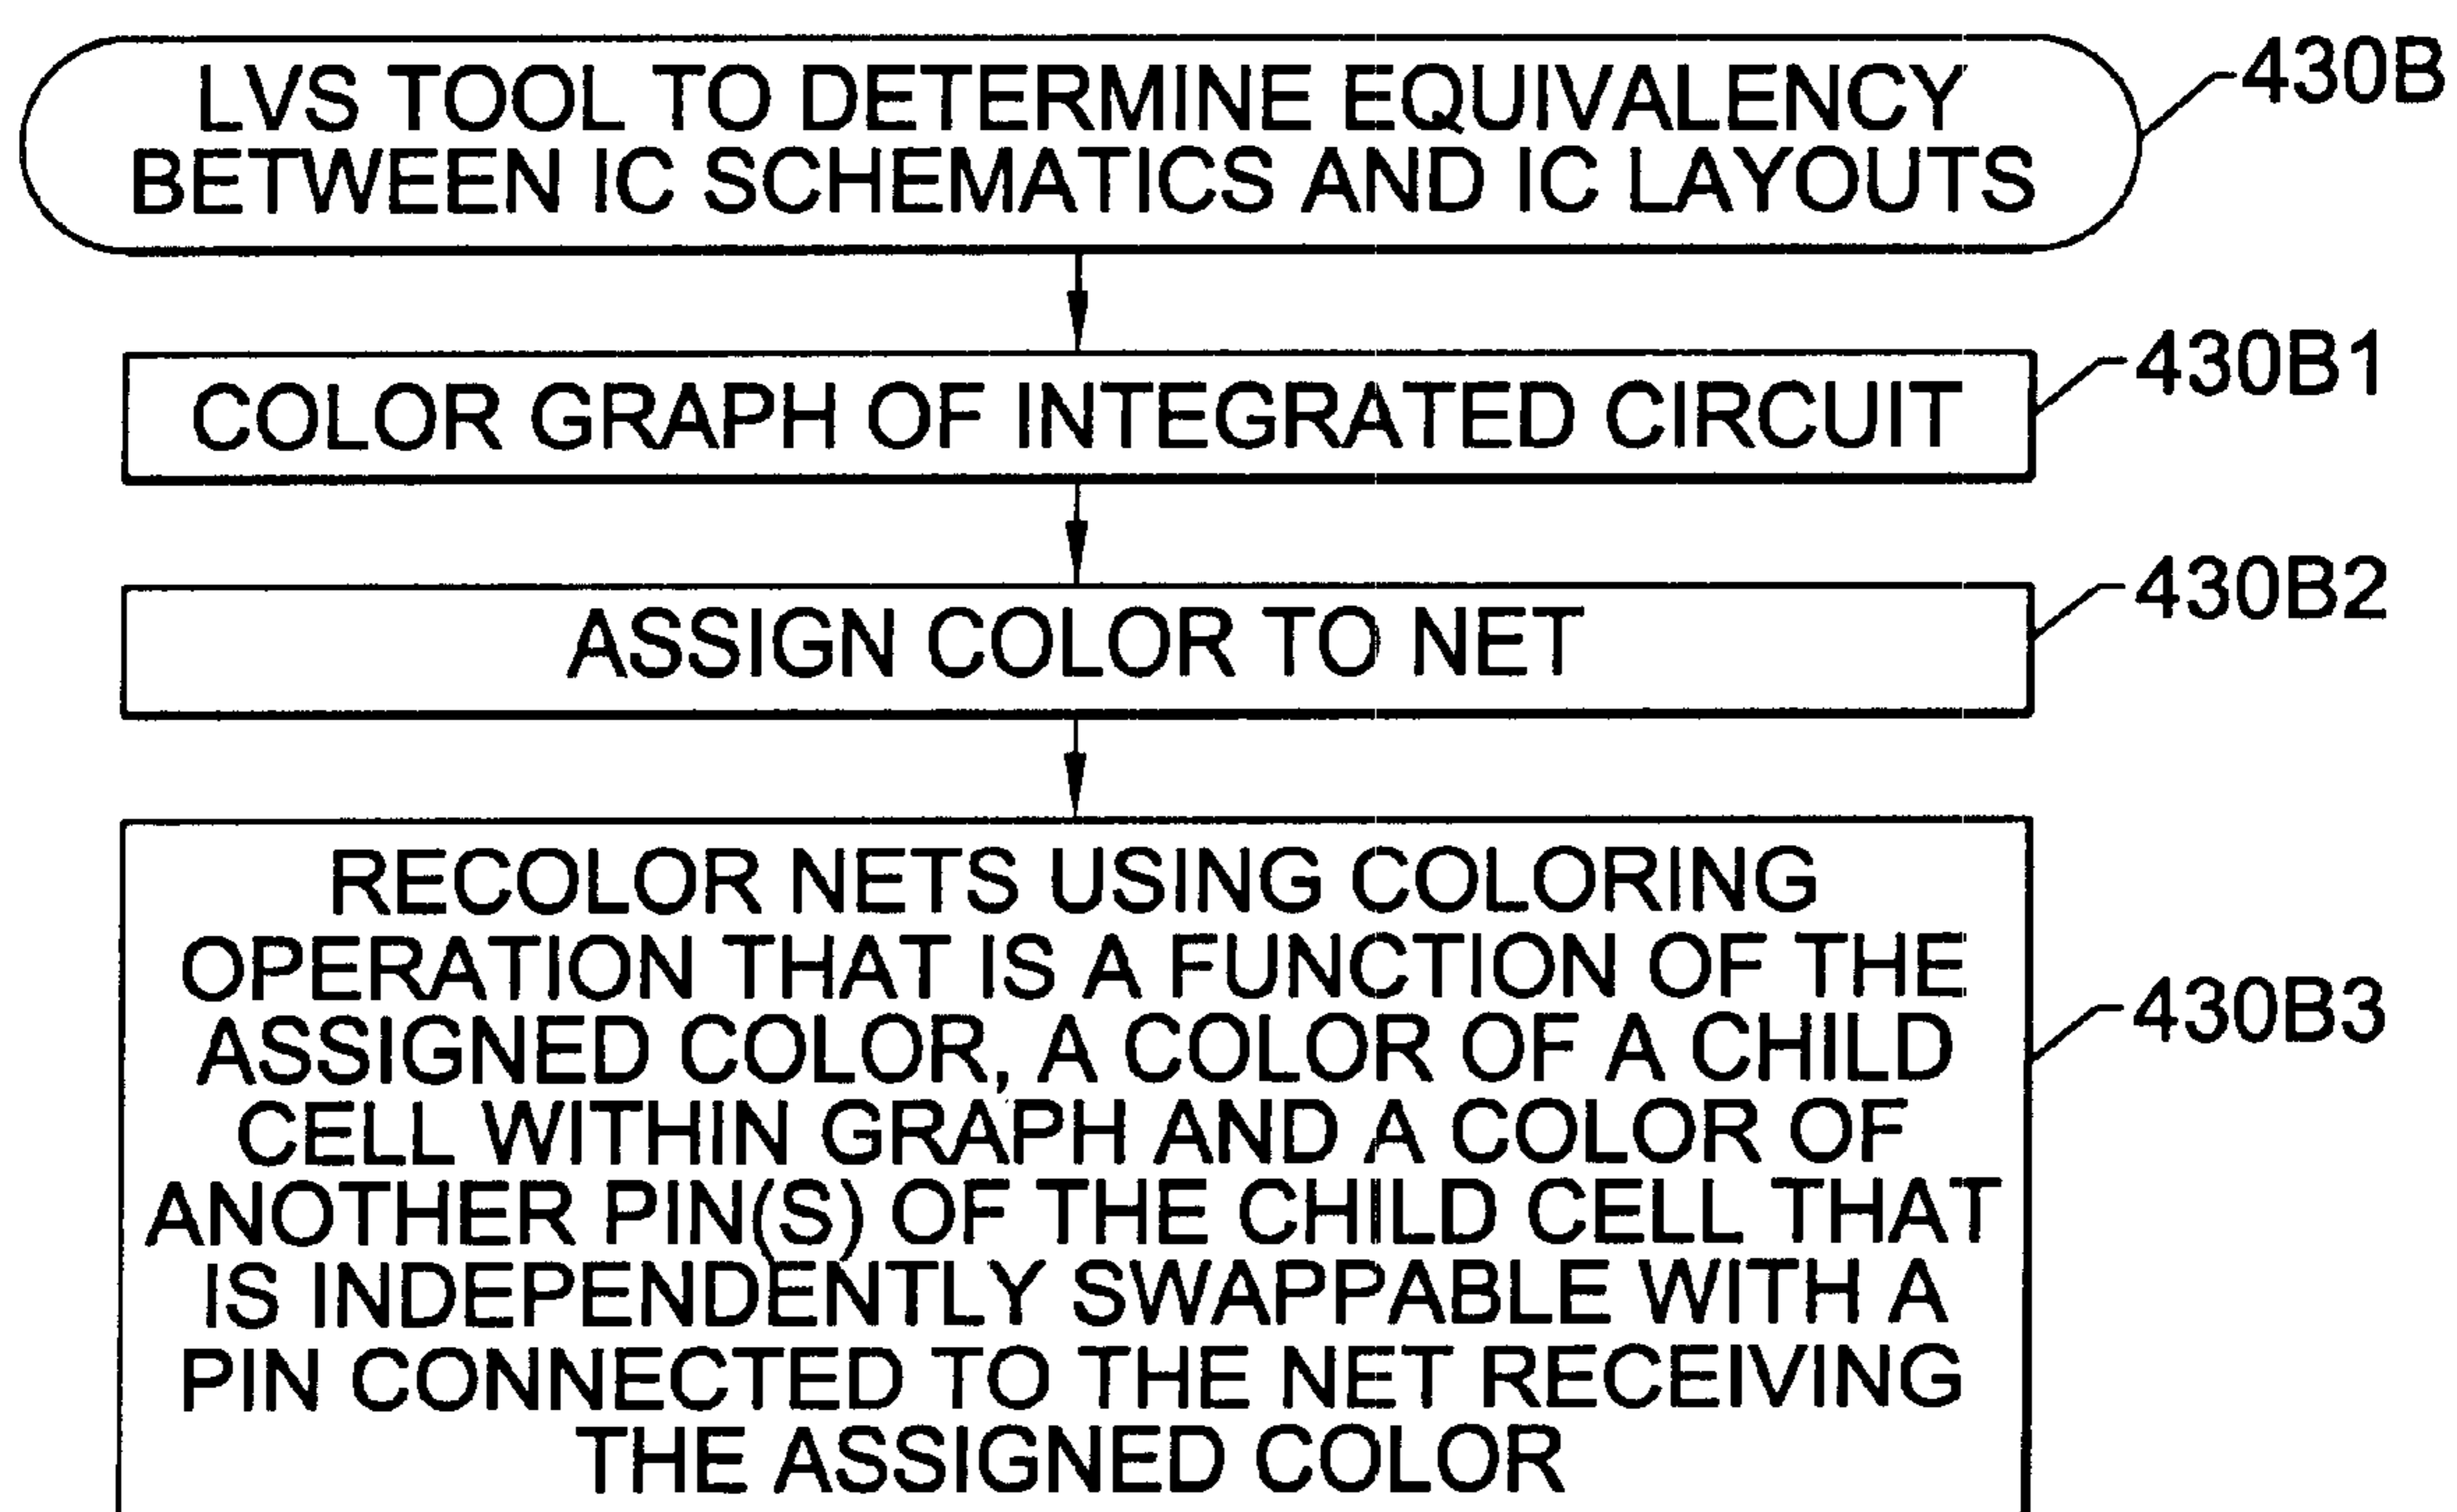 LVS TOOL TO DETERMINE EQUIVALENCY
BETWEEN IC SCHEMATICS AND IC LAYOUTS
430B
COLOR GRAPH OF INTEGRATED CIRCUIT
430B1
ASSIGN COLOR TO NET
430B2
RECOLOR NETS USING COLORING
OPERATION THAT IS A FUNCTION OF THE
ASSIGNED COLOR, A COLOR OF A CHILD
CELL WITHIN GRAPH AND A COLOR OF
ANOTHER PIN(S) OF THE CHILD CELL THAT
IS INDEPENDENTLY SWAPPABLE WITH A
PIN CONNECTED TO THE NET RECEIVING
THE ASSIGNED COLOR
430B3